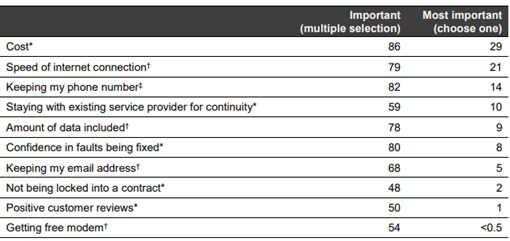 Important Most important
(multiple selection) (choose one)
Cost* 86 29
Speed of internet connection† 79 21
Keeping my phone number‡ 82 14
Staying with existing service provider for continuity* 59 10
Amount of data included† 78 9
Confidence in faults being fixed* 80 8
Keeping my email address† 68 5
Not being locked into a contract* 48 2
Positive customer reviews* 50 1
Getting free modem† 54 <0.5